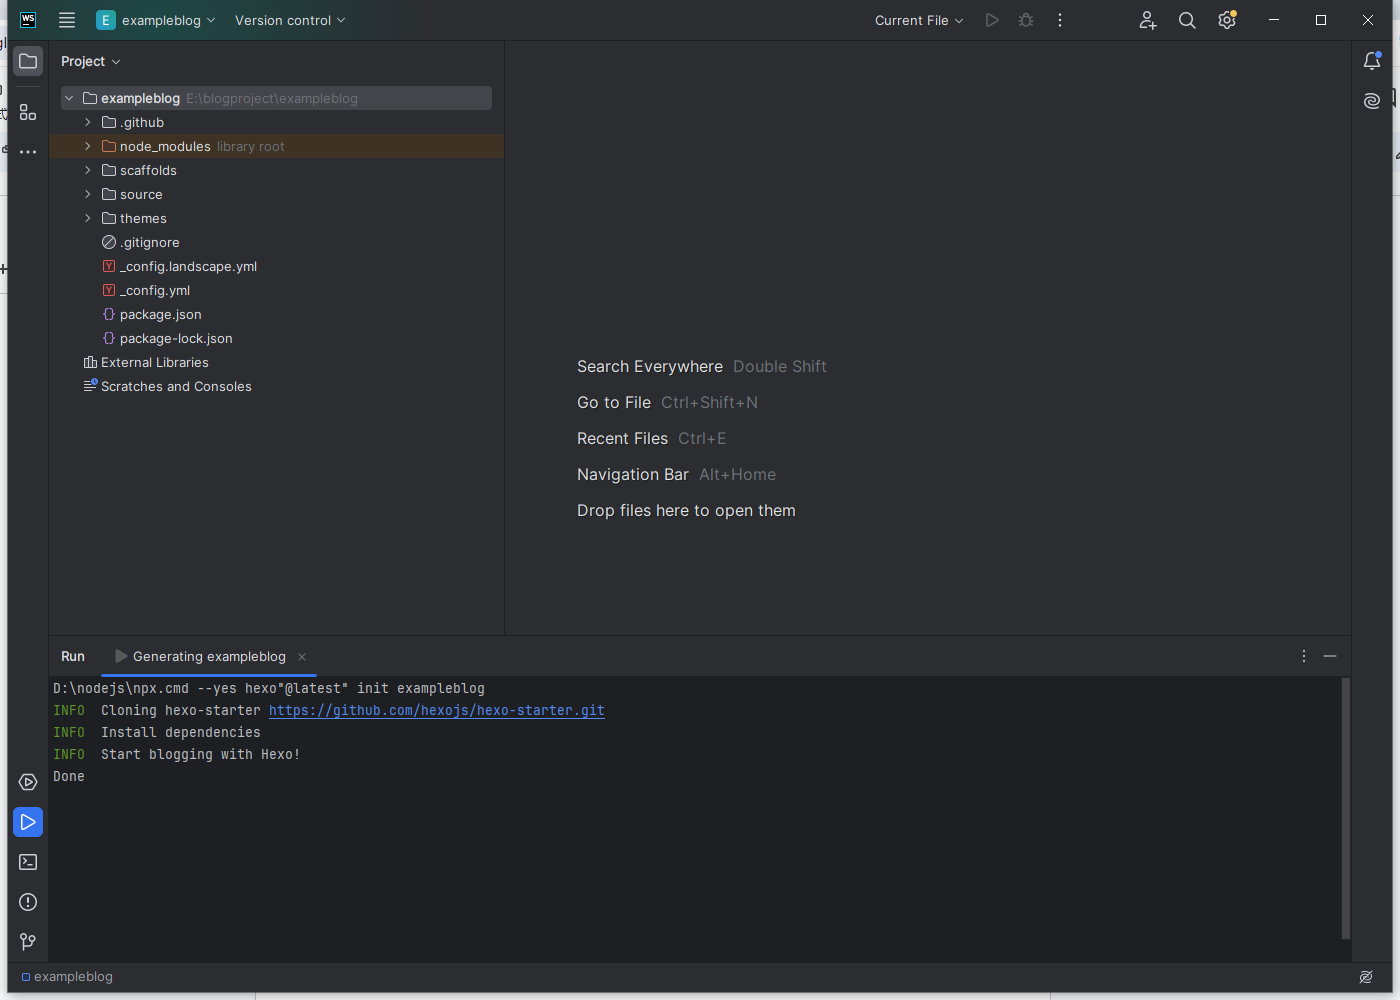 WS
E exampleblog Version control Current File
Project
exampleblog E:\blogproject\exampleblog
.github
node_modules library root
scaffolds
source
themes
.gitignore
_config.landscape.yml
_config.yml
package.json
package-lock.json
External Libraries
Scratches and Consoles
Search Everywhere Double Shift
Go to File Ctrl+Shift+N
Recent Files Ctrl+E
Navigation Bar Alt+Home
Drop files here to open them
Run Generating exampleblog
D:\nodejs\npx.cmd --yes hexo"@latest" init exampleblog
INFO Cloning hexo-starter https://github.com/hexojs/hexo-starter.git
INFO Install dependencies
INFO Start blogging with Hexo!
Done
exampleblog